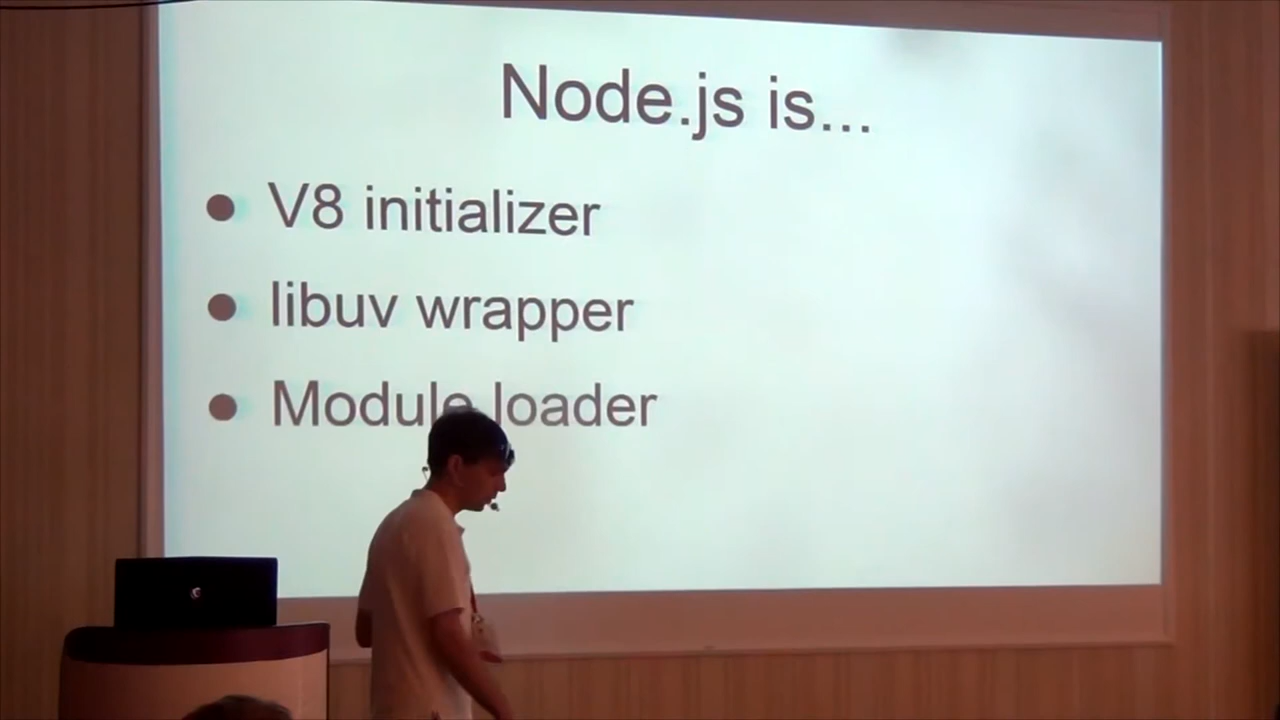 Node.js is...
● V8 initializer
● libuv wrapper
● Module loader